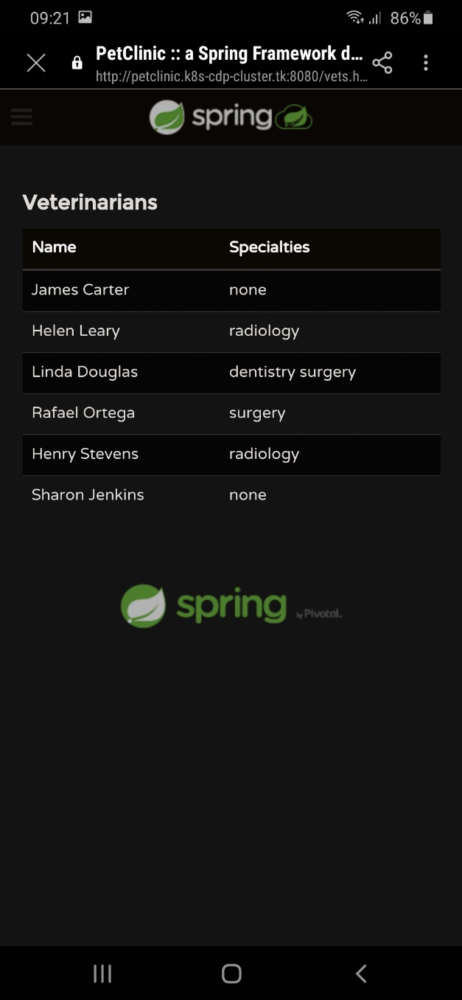 09:21 86%
PetClinic :: a Spring Framework d...
http://petclinic.k8s-cdp-cluster.tk:8080/vets.h...
spring
Veterinarians
Name Specialties
James Carter none
Helen Leary radiology
Linda Douglas dentistry surgery
Rafael Ortega surgery
Henry Stevens radiology
Sharon Jenkins none
spring by Pivotal.